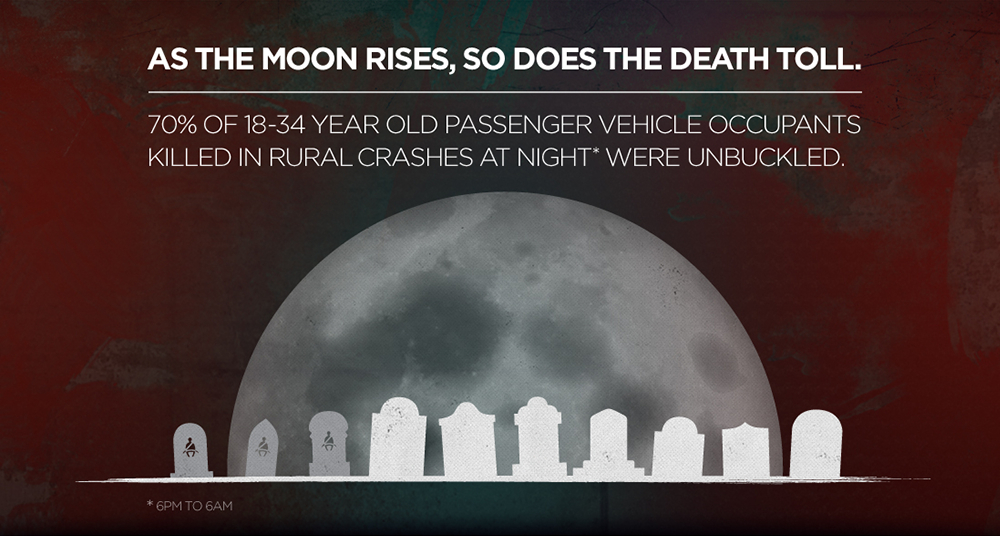 AS THE MOON RISES, SO DOES THE DEATH TOLL.
70% OF 18-34 YEAR OLD PASSENGER VEHICLE OCCUPANTS
KILLED IN RURAL CRASHES AT NIGHT* WERE UNBUCKLED.
* 6PM TO 6AM